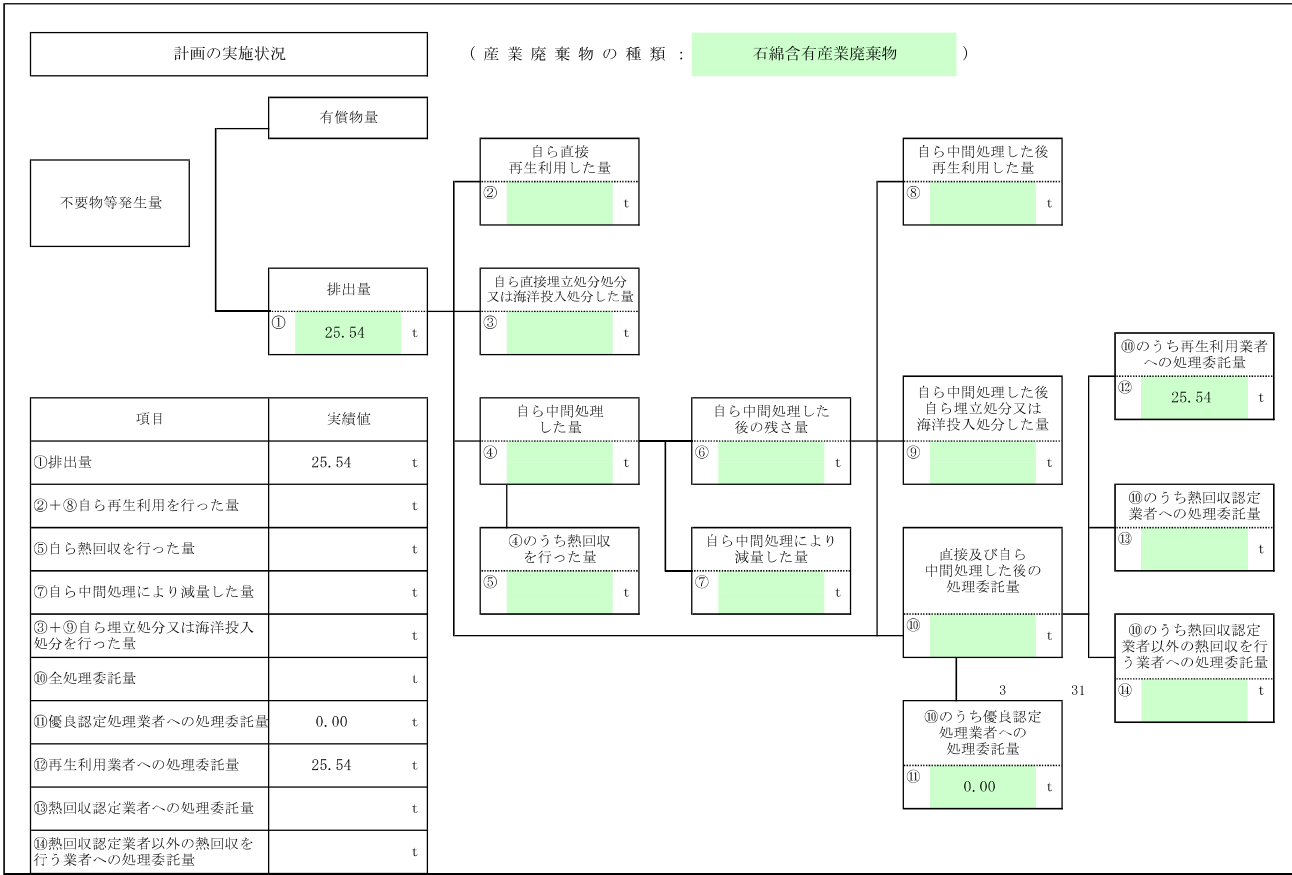 計画の実施状況
(産業廃棄物の種類: 石綿含有産業廃棄物 )
有償物量
不要物等発生量
排出量
① 25.54 t
自ら直接
再生利用した量
② t
自ら直接埋立処分処分
又は海洋投入処分した量
③ t
自ら中間処理
した量
④ t
④のうち熱回収
を行った量
⑤ t
自ら中間処理した
後の残さ量
⑥ t
自ら中間処理により
減量した量
⑦ t
自ら中間処理した後
再生利用した量
⑧ t
自ら中間処理した後
自ら埋立処分又は
海洋投入処分した量
⑨ t
直接及び自ら
中間処理した後の
処理委託量
⑩ t
3 31
⑩のうち優良認定
処理業者への
処理委託量
⑪ 0.00 t
⑩のうち再生利用業者
への処理委託量
⑫ 25.54 t
⑩のうち熱回収認定
業者への処理委託量
⑬ t
⑩のうち熱回収認定
業者以外の熱回収を行
う業者への処理委託量
⑭ t
項目 実績値
①排出量 25.54 t
②+⑧自ら再生利用を行った量 t
⑤自ら熱回収を行った量 t
⑦自ら中間処理により減量した量 t
③+⑨自ら埋立処分又は海洋投入
処分を行った量 t
⑩全処理委託量 t
⑪優良認定処理業者への処理委託量 0.00 t
⑫再生利用業者への処理委託量 25.54 t
⑬熱回収認定業者への処理委託量 t
⑭熱回収認定業者以外の熱回収を
行う業者への処理委託量 t